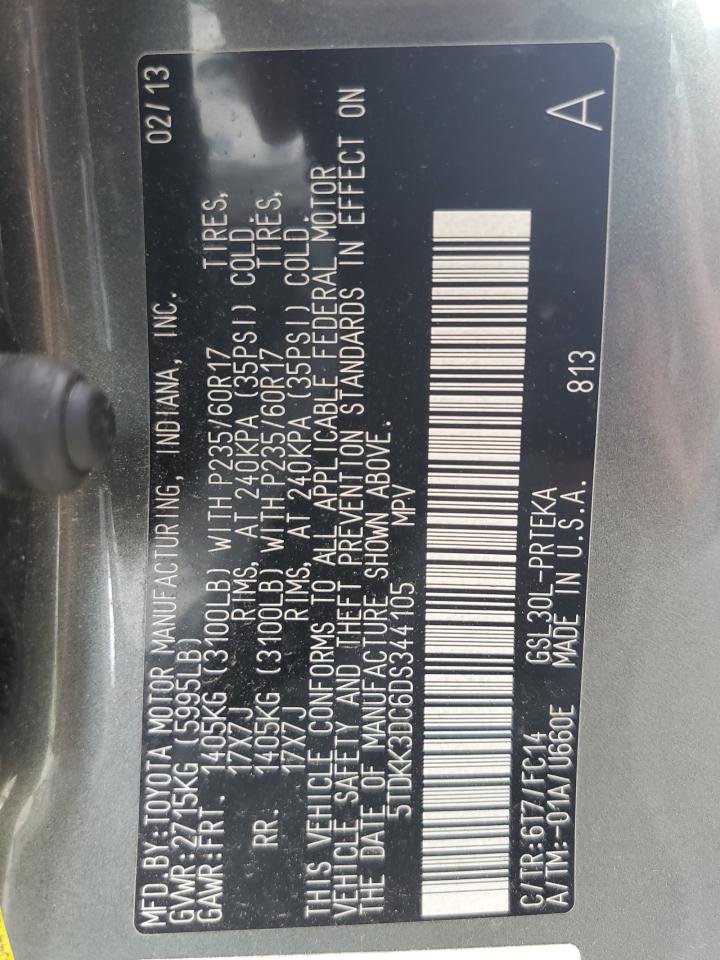 MFD.BY:TOYOTA MOTOR MANUFACTURING, INDIANA, INC. 02/13
GVWR:2715KG (5995LB)
GAWR:FRT. 1405KG (3100LB) WITH P235/60R17 TIRES,
17X7J RIMS, AT 240KPA (35PSI) COLD.
RR. 1405KG (3100LB) WITH P235/60R17 TIRES,
17X7J RIMS, AT 240KPA (35PSI) COLD.
THIS VEHICLE CONFORMS TO ALL APPLICABLE FEDERAL MOTOR
VEHICLE SAFETY AND THEFT PREVENTION STANDARDS IN EFFECT ON
THE DATE OF MANUFACTURE SHOWN ABOVE.
5TDKK3DC6DS344105 MPV
C/TR:6T7/FC14 GSL30L-PRTEKA
A/TM:-01A/U660E MADE IN U.S.A. 813 A